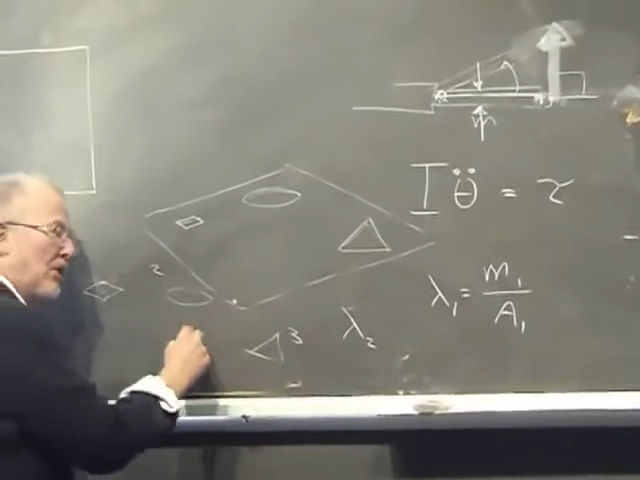 I θ̈ = τ
λ₁ = m₁ / A₁
2
3
λ₂